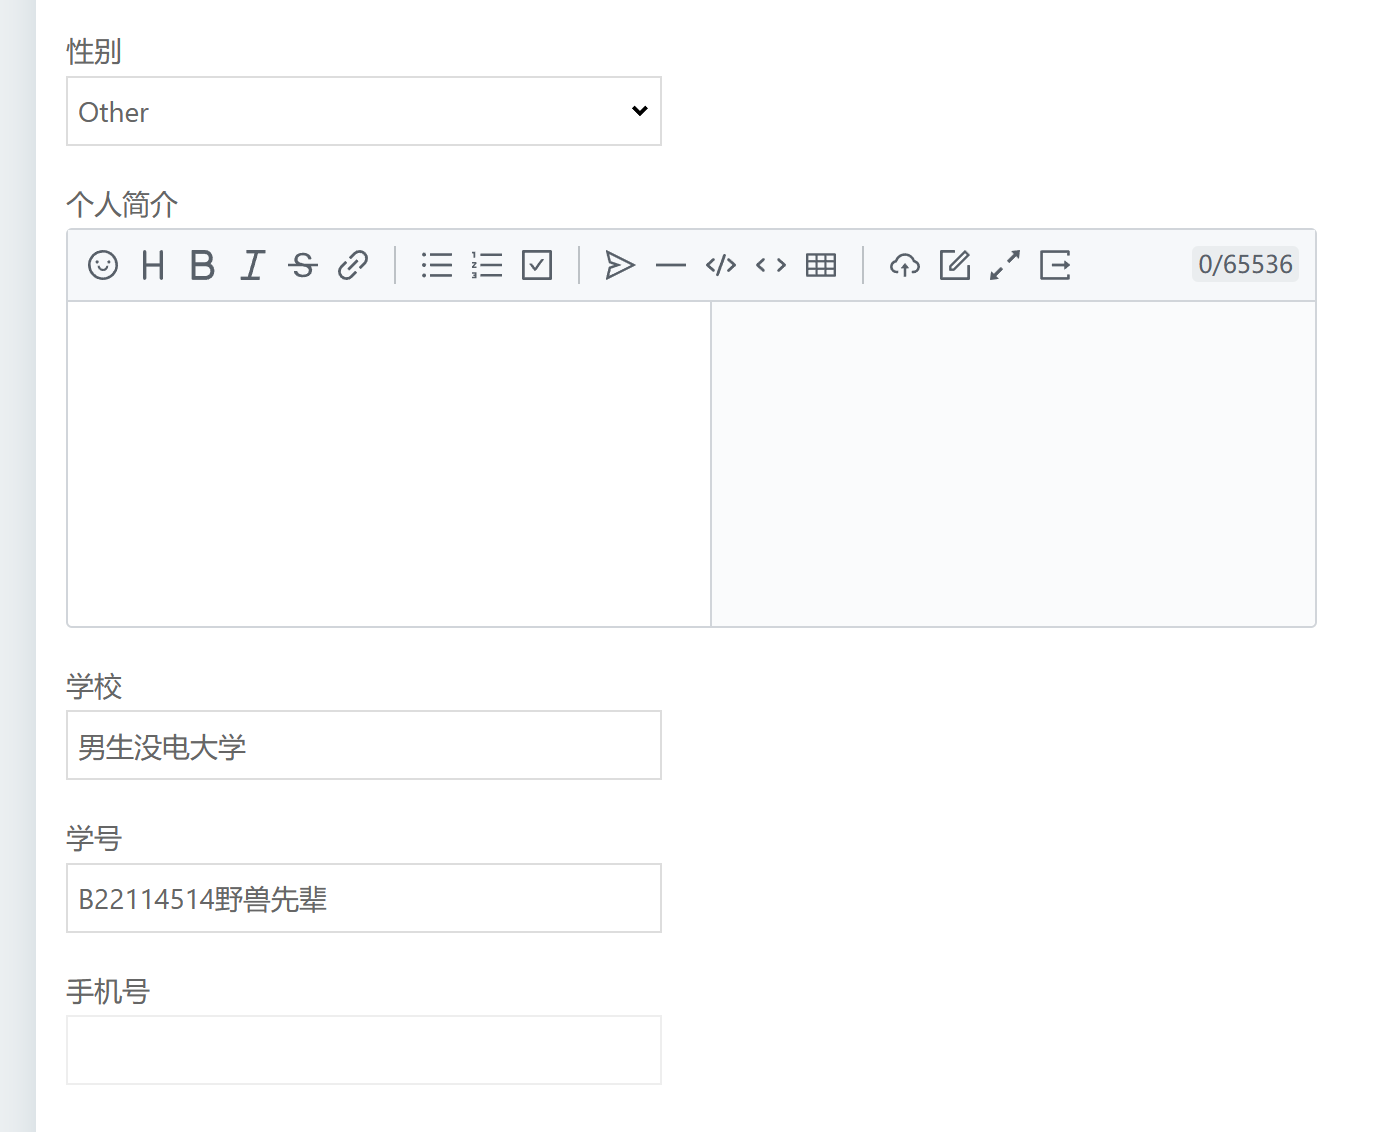 性别
Other
个人简介
0/65536
学校
男生没电大学
学号
B22114514野兽先辈
手机号